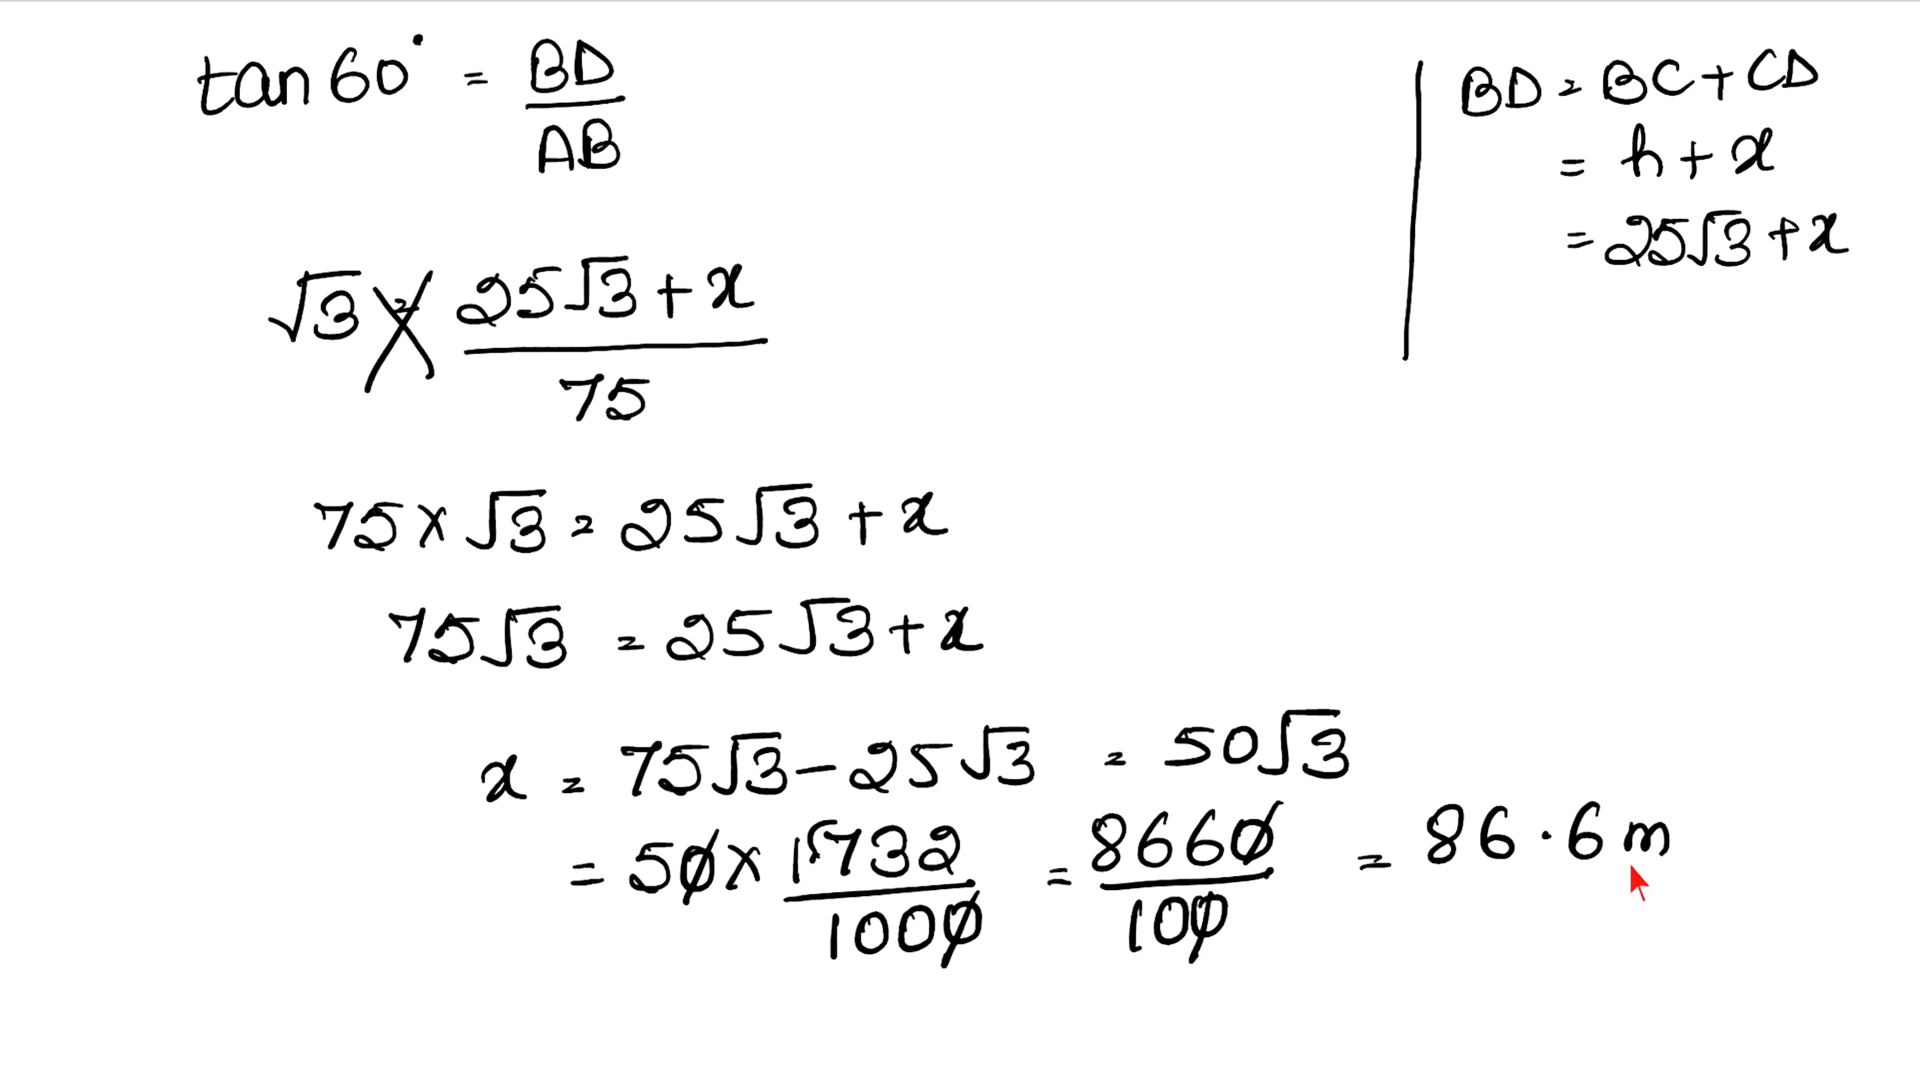 tan 60° = BD/AB
BD = BC + CD
= h + x
= 25√3 + x
√3 = (25√3 + x)/75
75 × √3 = 25√3 + x
75√3 = 25√3 + x
x = 75√3 - 25√3 = 50√3
= 50 × 1732/1000 = 8660/100 = 86.6 m